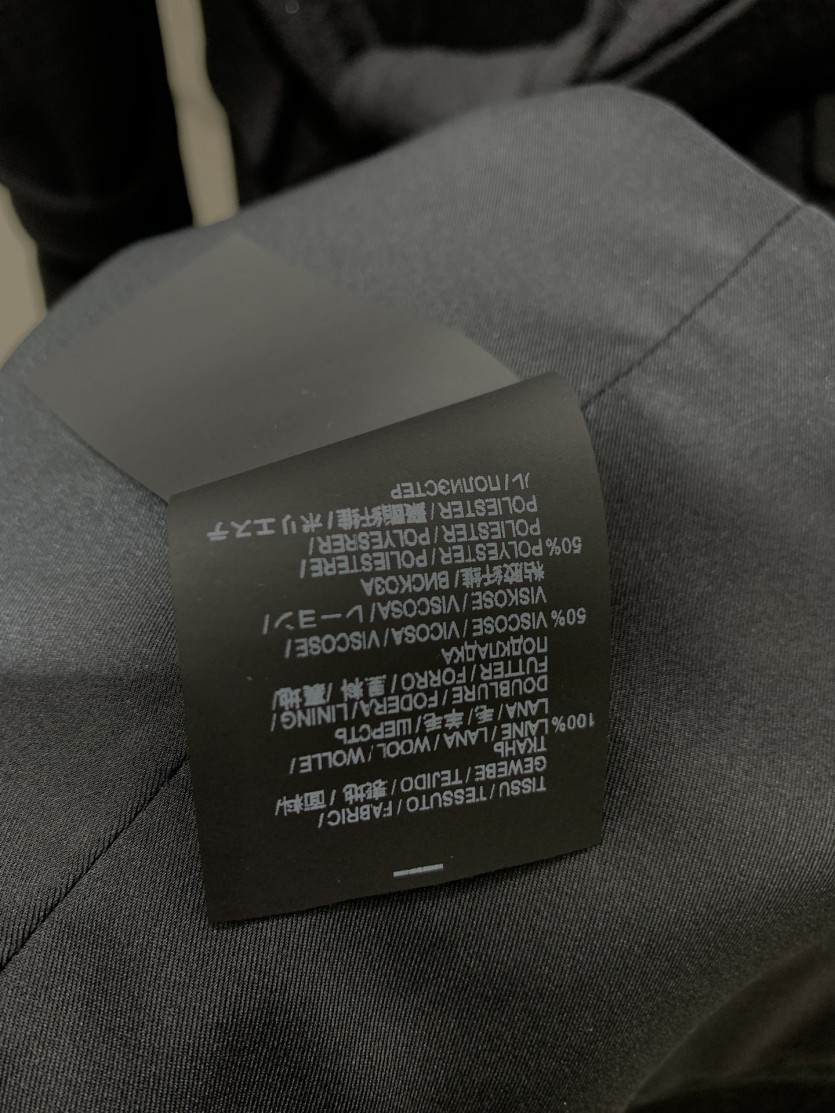 TISSU / TESSUTO / FABRIC /
GEWEBE / TEJIDO / 表地 / 面料/
ТКАНЬ
100% LAINE / LANA / WOOL / WOLLE /
LANA / 毛 / 羊毛 / ШЕРСТЬ
DOUBLURE / FODERA / LINING /
FUTTER / FORRO / 里料 / 裏地/
ПОДКЛАДКА
50% VISCOSE / VICOSA / VISCOSE /
VISKOSE / VISCOSA / レーヨン /
粘胶纤维 / ВИСКОЗА
50% POLYESTER / POLIESTERE /
POLIESTER / POLYESRER /
POLIESTER / 聚酯纤维 / ポリエステ
ル / ПОЛИЭСТЕР